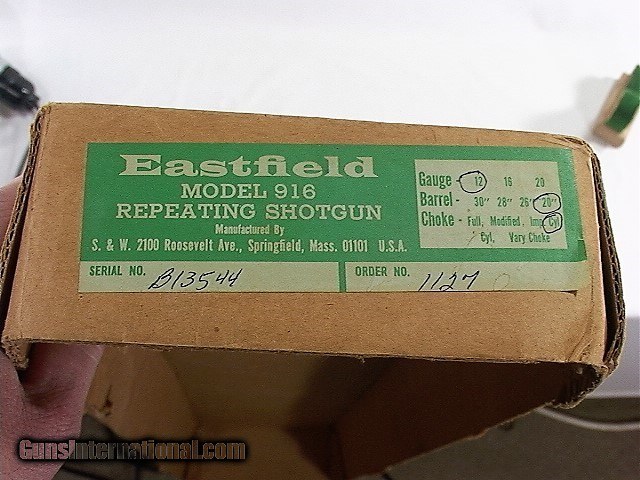 Eastfield
MODEL 916
REPEATING SHOTGUN
Manufactured By
S. & W. 2100 Roosevelt Ave., Springfield, Mass. 01101 U.S.A.
Gauge - 12 16 20
Barrel - 30" 28" 26" 20"
Choke - Full, Modified, Imp. Cyl
Cyl, Vary Choke
SERIAL NO. B13544
ORDER NO. 1127
GunsInternational.com